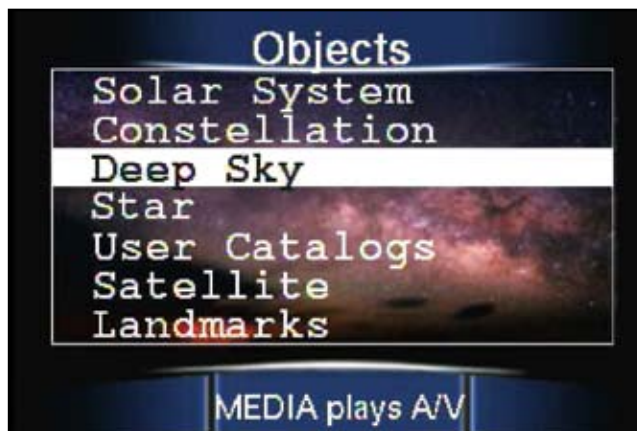 Objects
Solar System
Constellation
Deep Sky
Star
User Catalogs
Satellite
Landmarks
MEDIA plays A/V